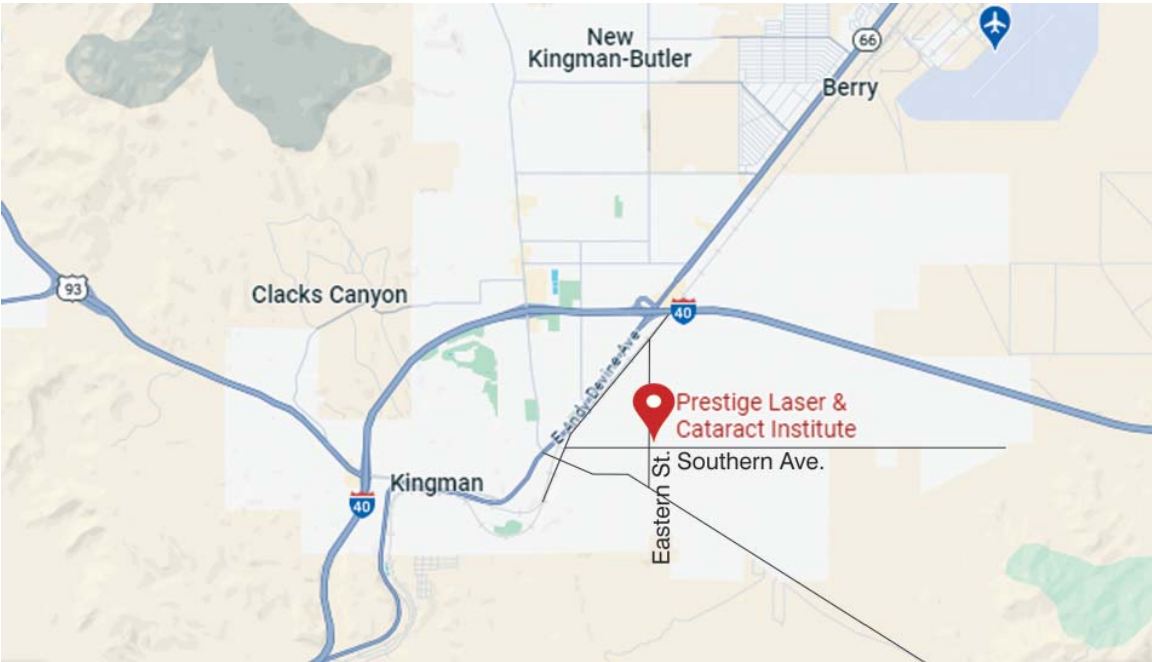 New
Kingman-Butler
66
Berry
93
Clacks Canyon
40
E Andy Devine Ave
Prestige Laser &
Cataract Institute
Southern Ave.
Eastern St.
Kingman
40